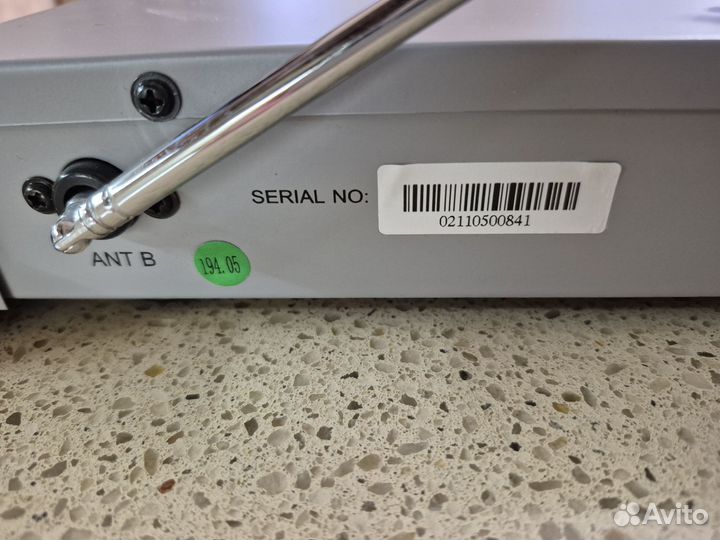 SERIAL NO:
02110500841
ANT B
194.05
Avito